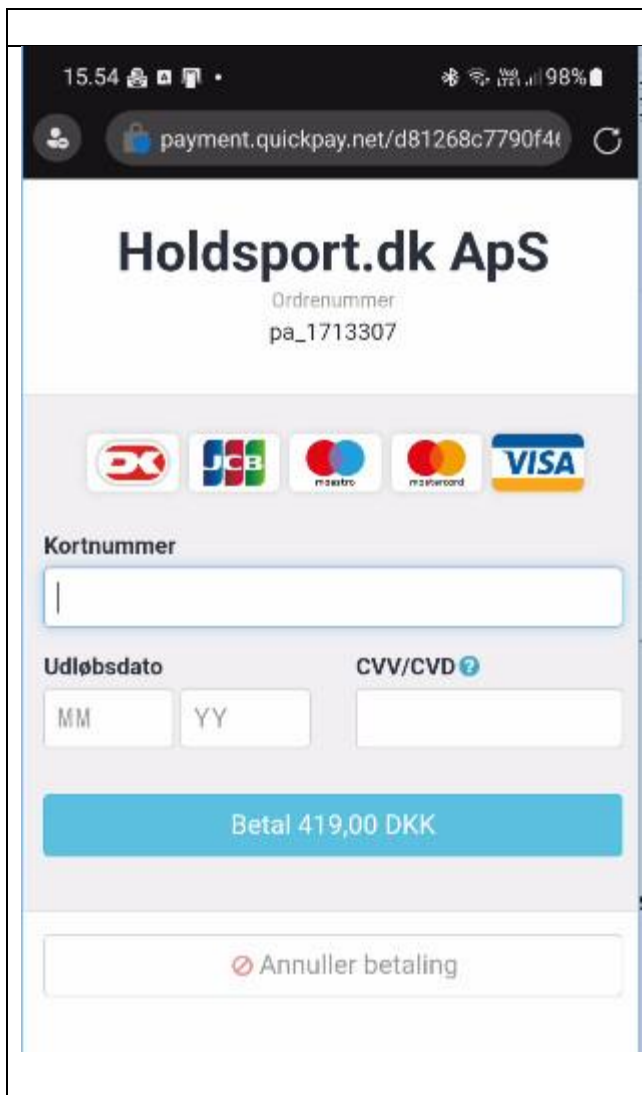 15.54 98%
payment.quickpay.net/d81268c7790f4
Holdsport.dk ApS
Ordrenummer
pa_1713307
DK JCB maestro mastercard VISA
Kortnummer
Udløbsdato CVV/CVD ?
MM YY
Betal 419,00 DKK
Annuller betaling